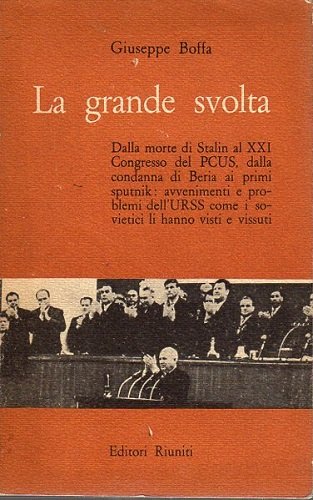 Giuseppe Boffa
La grande svolta
Dalla morte di Stalin al XXI
Congresso del PCUS, dalla
condanna di Beria ai primi
sputnik: avvenimenti e pro-
blemi dell'URSS come i so-
vietici li hanno visti e vissuti
Editori Riuniti